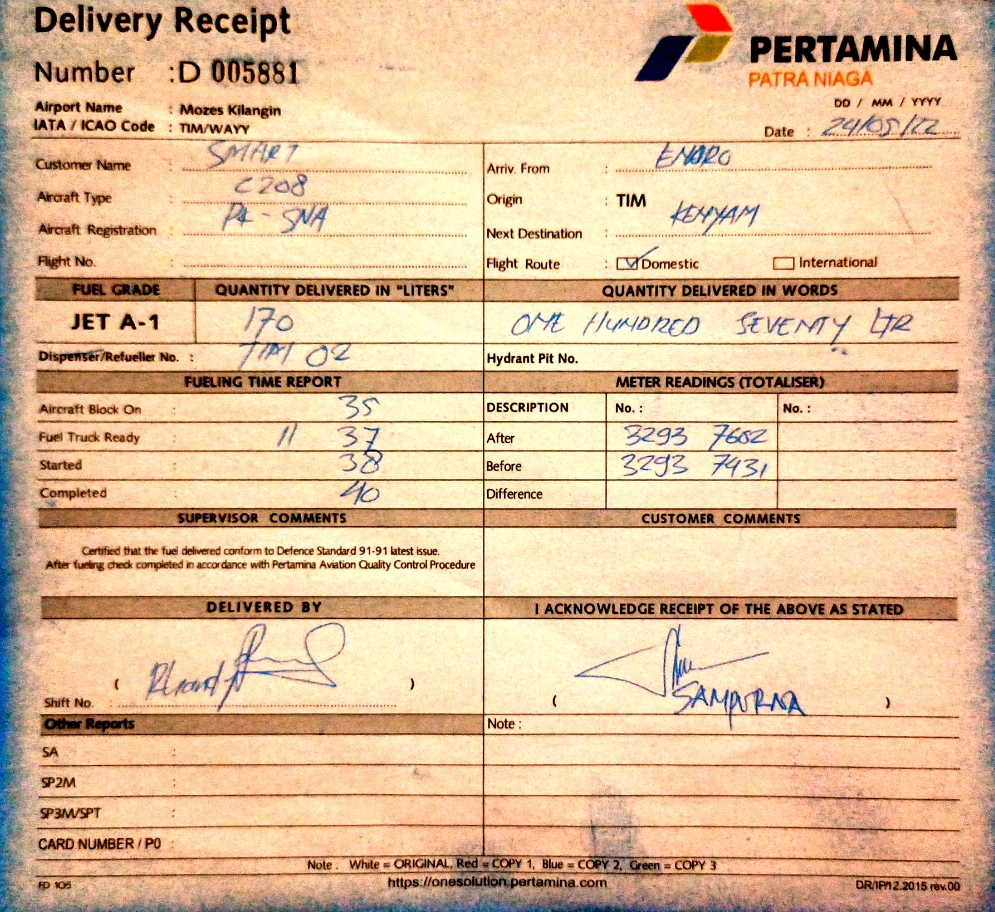 Delivery Receipt
PERTAMINA
PATRA NIAGA
Number : D 005881
Airport Name : Mozes Kilangin
IATA / ICAO Code : TIM/WAYY
DD / MM / YYYY
Date : 24/05/22
Customer Name : SMART
Arriv. From : ENARO
Aircraft Type : C208
Origin : TIM
Aircraft Registration : PK - SNA
Next Destination : KENYAM
Flight No. :
Flight Route : Domestic International
FUEL GRADE QUANTITY DELIVERED IN "LITERS" QUANTITY DELIVERED IN WORDS
JET A-1 170 ONE HUNDRED SEVENTY LTR
Dispenser/Refueller No. : TIM 02 Hydrant Pit No.
FUELING TIME REPORT METER READINGS (TOTALISER)
Aircraft Block On : 35 DESCRIPTION No. : No. :
Fuel Truck Ready : 11 37 After 3293 7602
Started : 38 Before 3293 7431
Completed : 40 Difference
SUPERVISOR COMMENTS CUSTOMER COMMENTS
Certified that the fuel delivered conform to Defence Standard 91-91 latest issue.
After fueling check completed in accordance with Pertamina Aviation Quality Control Procedure
DELIVERED BY I ACKNOWLEDGE RECEIPT OF THE ABOVE AS STATED
( ) ( SAMPURNA )
Shift No. :
Other Reports Note :
SA :
SP2M :
SP3M/SPT :
CARD NUMBER / P0 :
Note : White = ORIGINAL, Red = COPY 1, Blue = COPY 2, Green = COPY 3
FD 105 https://onesolution.pertamina.com DR/IP/12.2015 rev.00